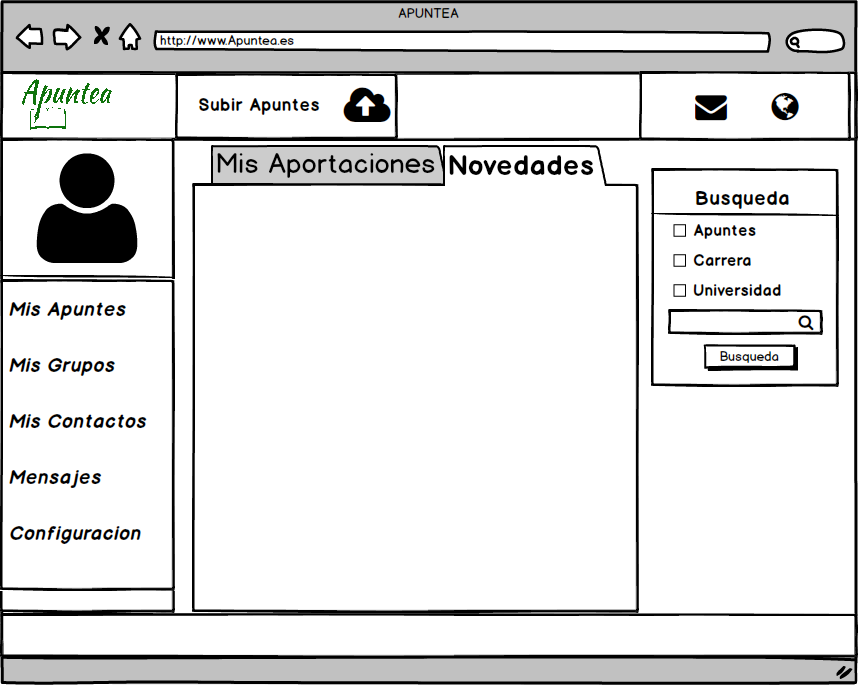 APUNTEA
http://www.Apuntea.es
Apuntea
Subir Apuntes
Mis Aportaciones
Novedades
Mis Apuntes
Mis Grupos
Mis Contactos
Mensajes
Configuracion
Busqueda
Apuntes
Carrera
Universidad
Busqueda